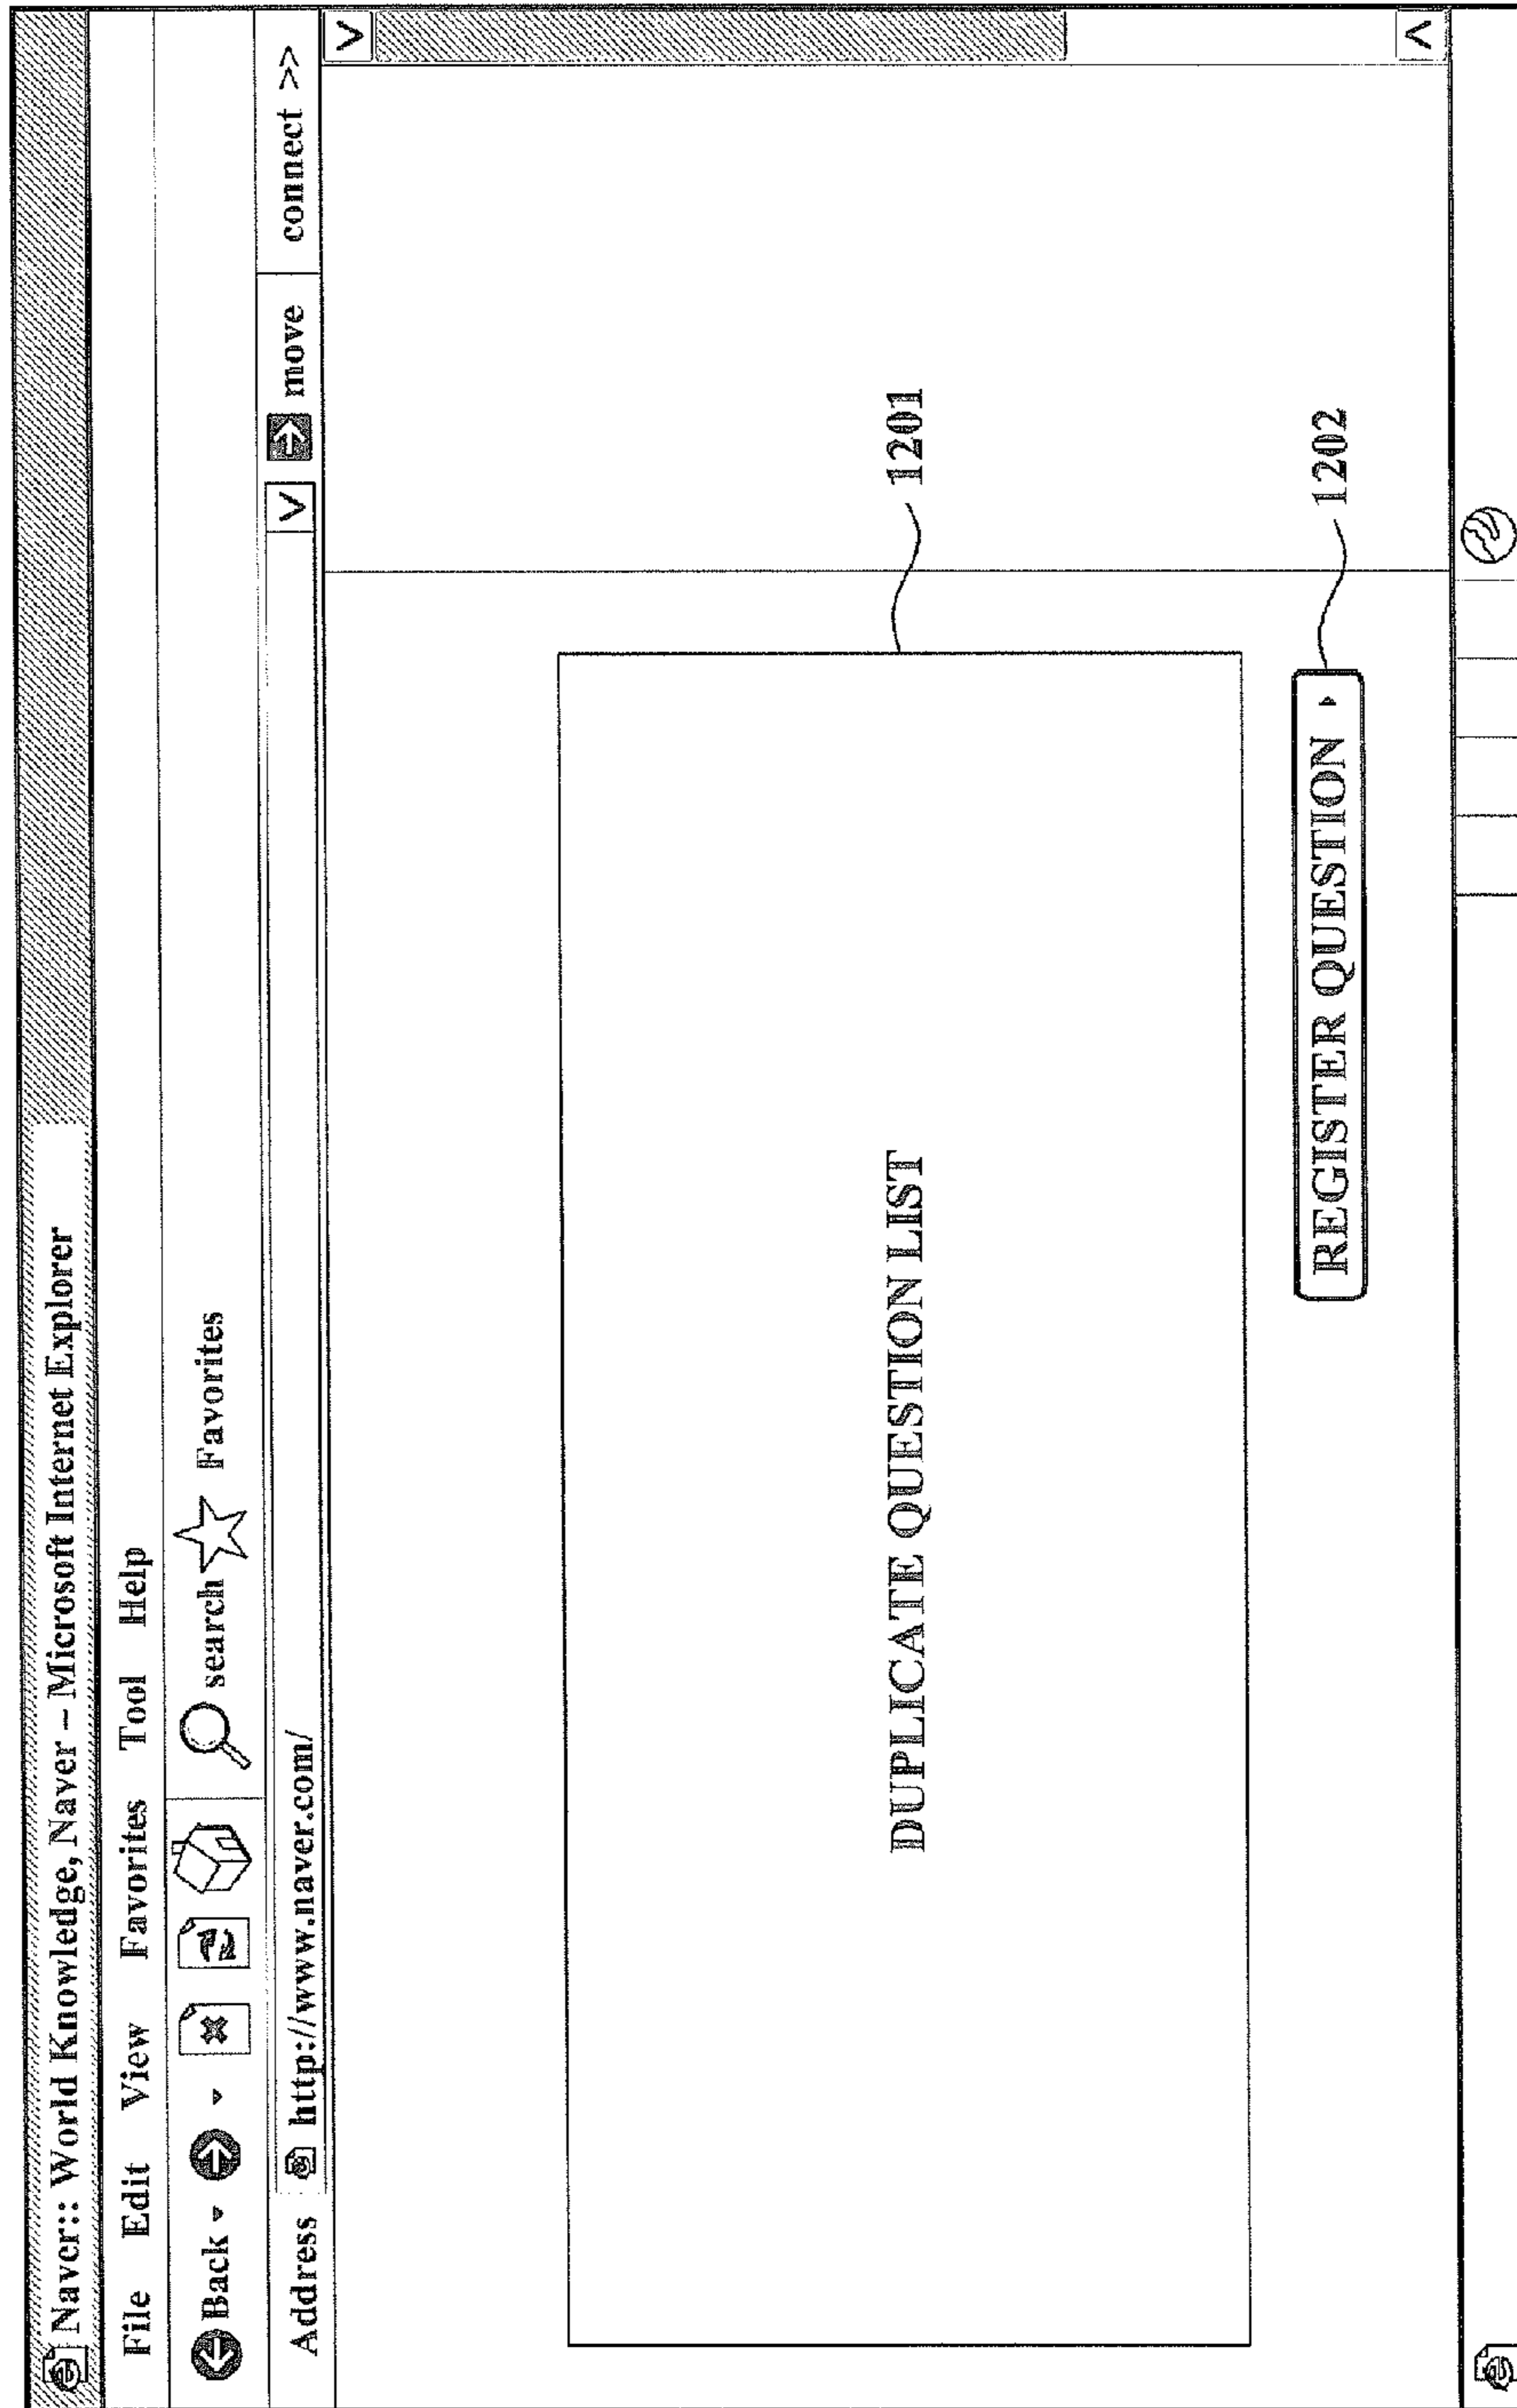 Naver:: World Knowledge, Naver – Microsoft Internet Explorer
File Edit View Favorites Tool Help
Back search Favorites
Address http://www.naver.com/ move connect >>
DUPLICATE QUESTION LIST
1201
REGISTER QUESTION
1202